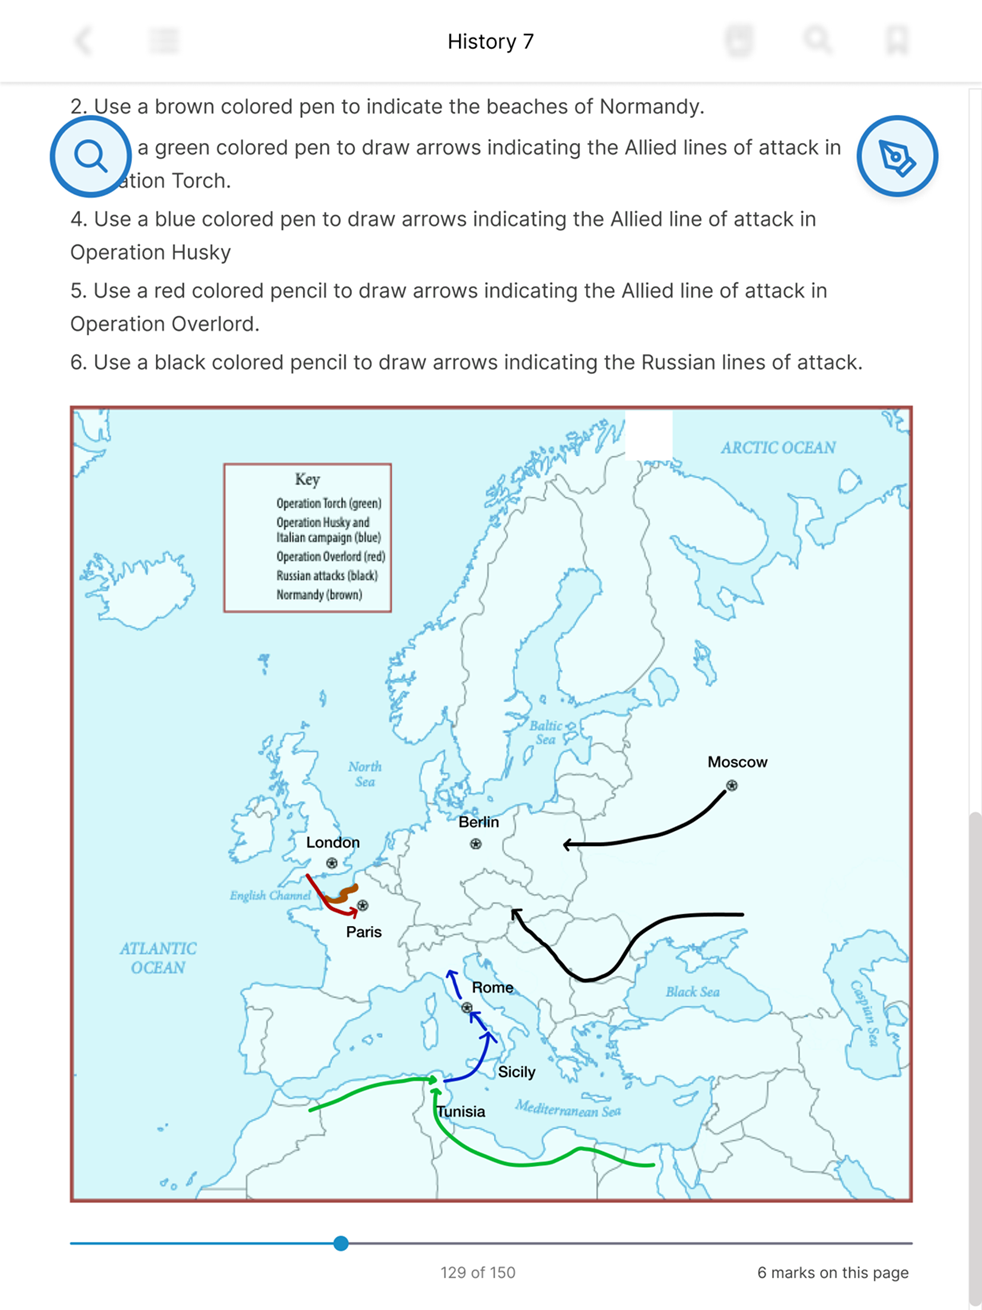 History 7
2. Use a brown colored pen to indicate the beaches of Normandy.
a green colored pen to draw arrows indicating the Allied lines of attack in
ation Torch.
4. Use a blue colored pen to draw arrows indicating the Allied line of attack in
Operation Husky
5. Use a red colored pencil to draw arrows indicating the Allied line of attack in
Operation Overlord.
6. Use a black colored pencil to draw arrows indicating the Russian lines of attack.
ARCTIC OCEAN
Key
Operation Torch (green)
Operation Husky and
Italian campaign (blue)
Operation Overlord (red)
Russian attacks (black)
Normandy (brown)
Baltic
Sea
North
Sea
Moscow
Berlin
London
English Channel
Paris
ATLANTIC
OCEAN
Rome
Black Sea
Caspian Sea
Sicily
Tunisia
Mediterranean Sea
129 of 150
6 marks on this page